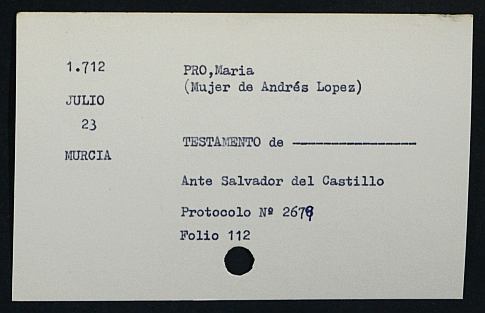 1.712
JULIO
23
MURCIA
PRO,Maria
(Mujer de Andrés Lopez)
TESTAMENTO de ----------------
Ante Salvador del Castillo
Protocolo Nº
Folio 112